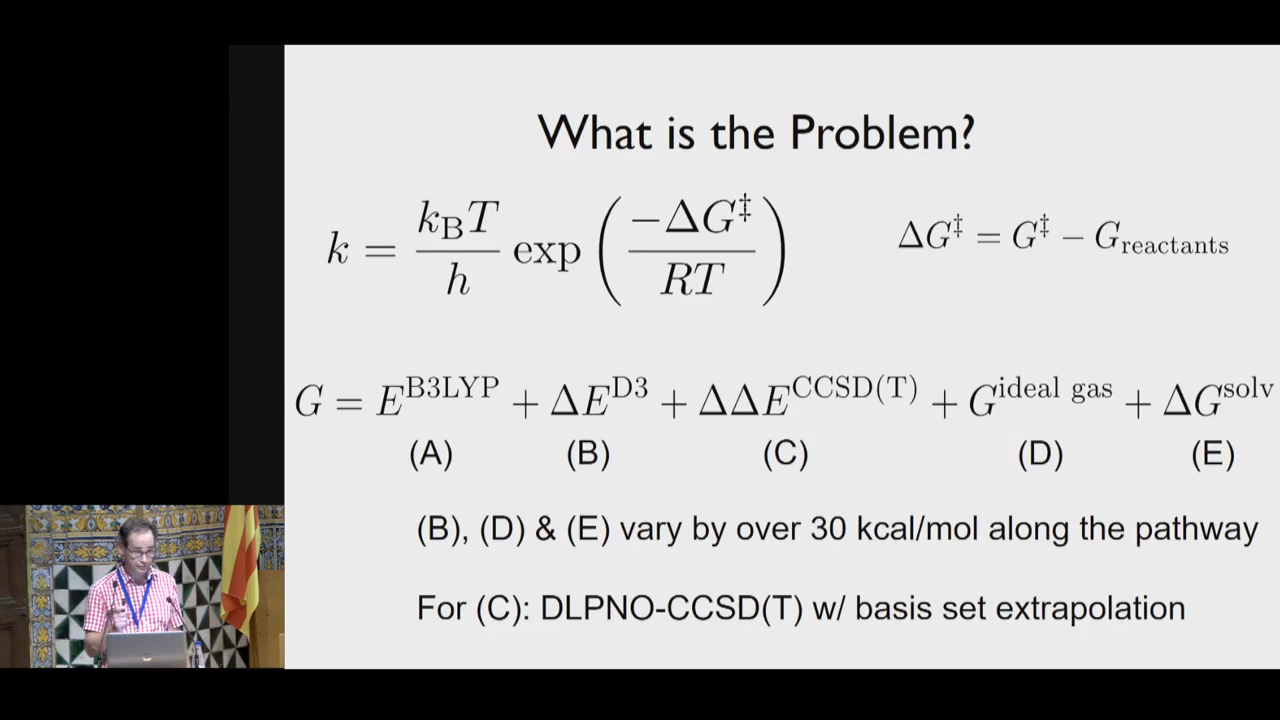 What is the Problem?
k = k_B T / h exp ( −ΔG‡ / RT )
ΔG‡ = G‡ − G_reactants
G = E^B3LYP + ΔE^D3 + ΔΔE^CCSD(T) + G^ideal gas + ΔG^solv
(A) (B) (C) (D) (E)
(B), (D) & (E) vary by over 30 kcal/mol along the pathway
For (C): DLPNO-CCSD(T) w/ basis set extrapolation